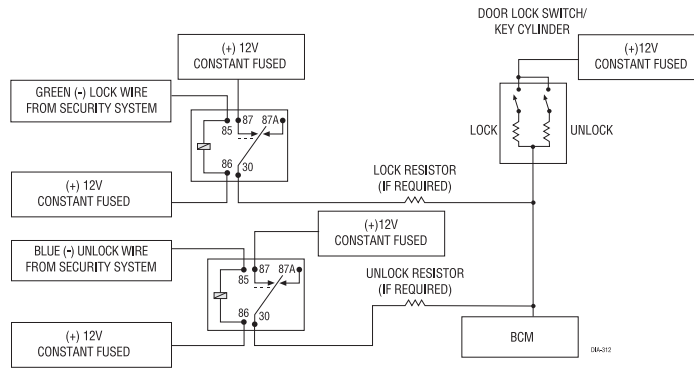 DOOR LOCK SWITCH/
KEY CYLINDER
(+) 12V
CONSTANT FUSED
(+)12V
CONSTANT FUSED
GREEN (-) LOCK WIRE
FROM SECURITY SYSTEM
85
87
87A
86
30
LOCK
UNLOCK
(+) 12V
CONSTANT FUSED
LOCK RESISTOR
(IF REQUIRED)
(+)12V
CONSTANT FUSED
BLUE (-) UNLOCK WIRE
FROM SECURITY SYSTEM
85
87
87A
86
30
UNLOCK RESISTOR
(IF REQUIRED)
(+) 12V
CONSTANT FUSED
BCM
DIA-312